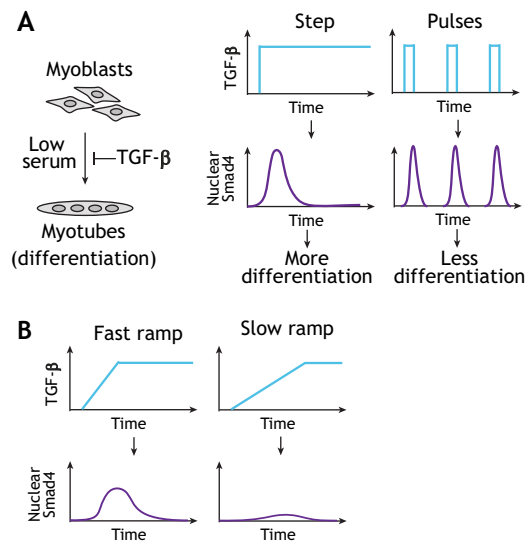 A
Myoblasts
Low
serum
TGF-β
Myotubes
(differentiation)
Step
TGF-β
Time
Nuclear
Smad4
Time
More
differentiation
Pulses
Time
Time
Less
differentiation
B
Fast ramp
TGF-β
Time
Nuclear
Smad4
Time
Slow ramp
Time
Time